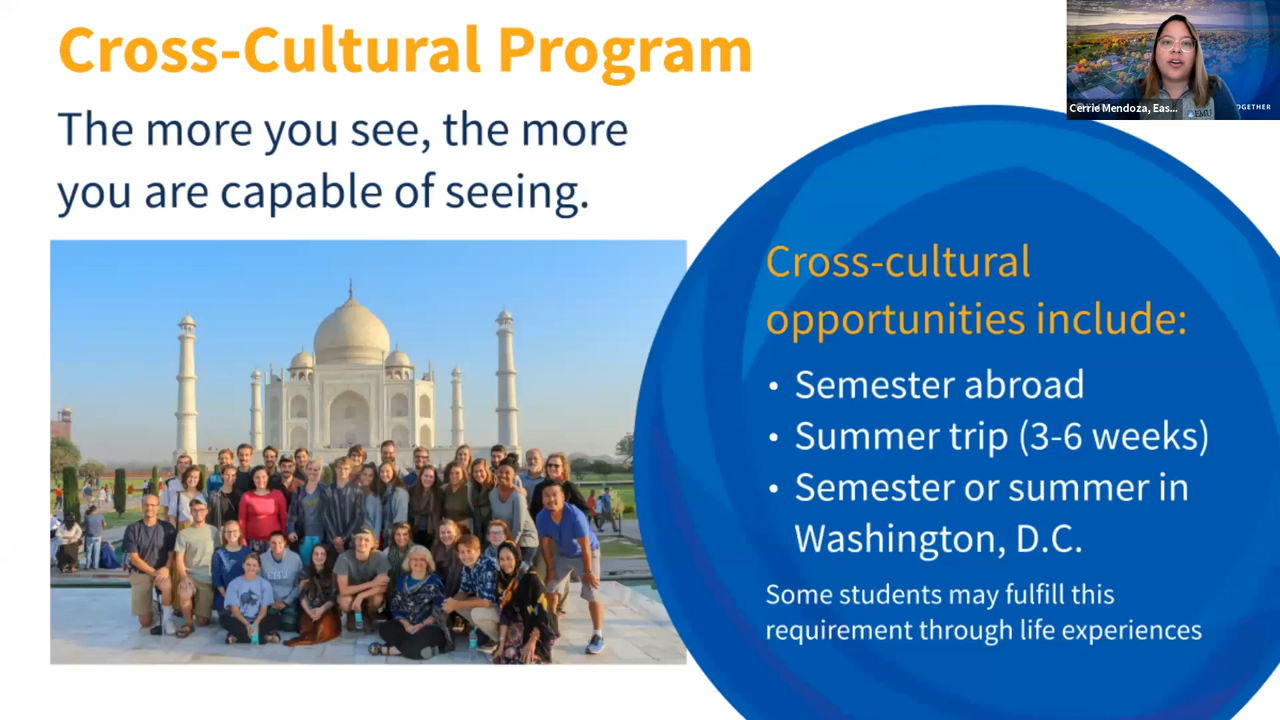 Cross-Cultural Program
The more you see, the more
you are capable of seeing.
Cross-cultural
opportunities include:
• Semester abroad
• Summer trip (3-6 weeks)
• Semester or summer in
Washington, D.C.
Some students may fulfill this
requirement through life experiences
Cerrie Mendoza, Eas...
EMU
OGETHER